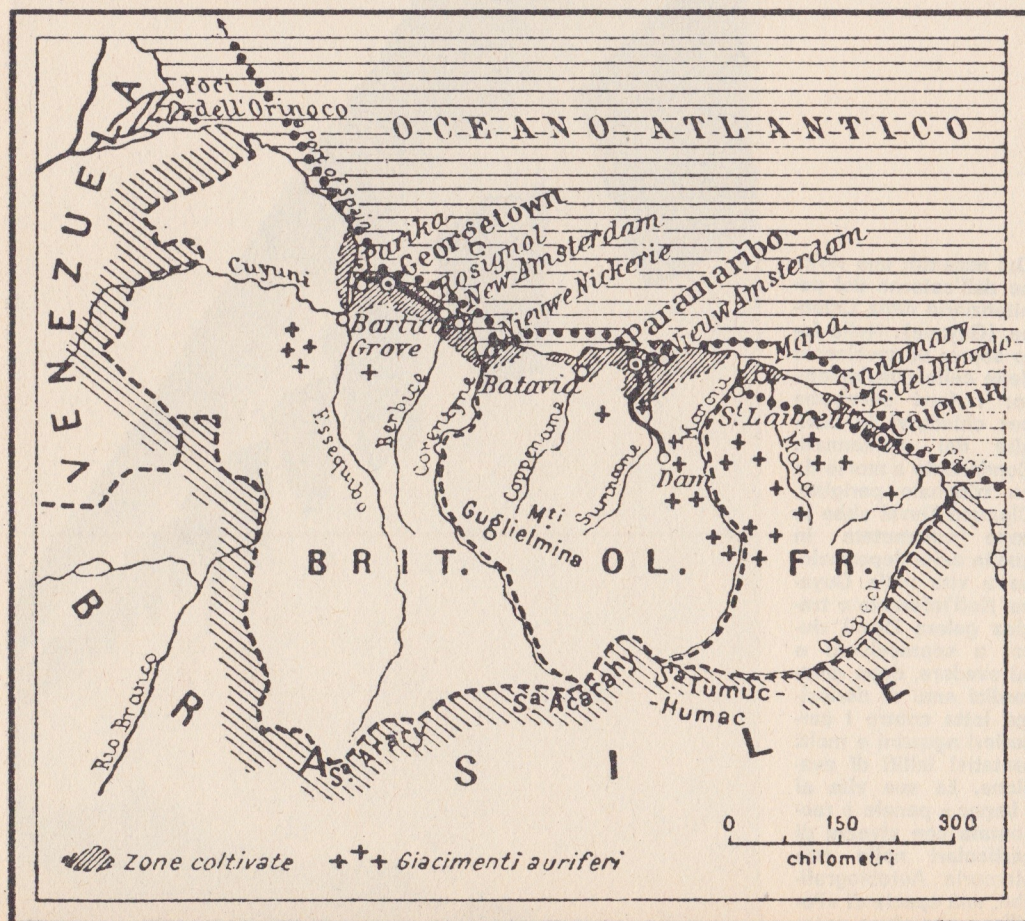 Foci
dell'Orinoco
OCEANO ATLANTICO
VENEZUELA
Port of Spain
Parika
Georgetown
Rosignol
New Amsterdam
Nieuwe Nickerie
Paramaribo
Nieuw Amsterdam
Mana
Sinnamary
Is. del Diavolo
Caienna
Cuyuni
Bartica
Grove
Batavia
St. Laurent
Essequibo
Berbice
Corentyne
Coppename
Suriname
Maroni
Mana
Dam
Mti
Guglielmina
BRIT. OL. FR.
Oyapock
Rio Branco
Sa Akary
Sa Acarahy
Sa Tumuc-
-Humac
BRASILE
0 150 300
chilometri
Zone coltivate
Giacimenti auriferi